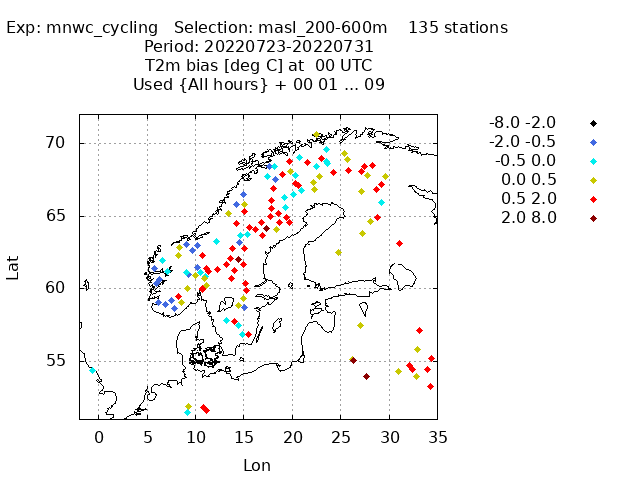 Exp: mnwc_cycling   Selection: masl_200-600m    135 stations
Period: 20220723-20220731
T2m bias [deg C] at  00 UTC
Used {All hours} + 00 01 ... 09
-8.0 -2.0
-2.0 -0.5
-0.5 0.0
0.0 0.5
0.5 2.0
2.0 8.0
70
65
60
55
Lat
0 5 10 15 20 25 30 35
Lon